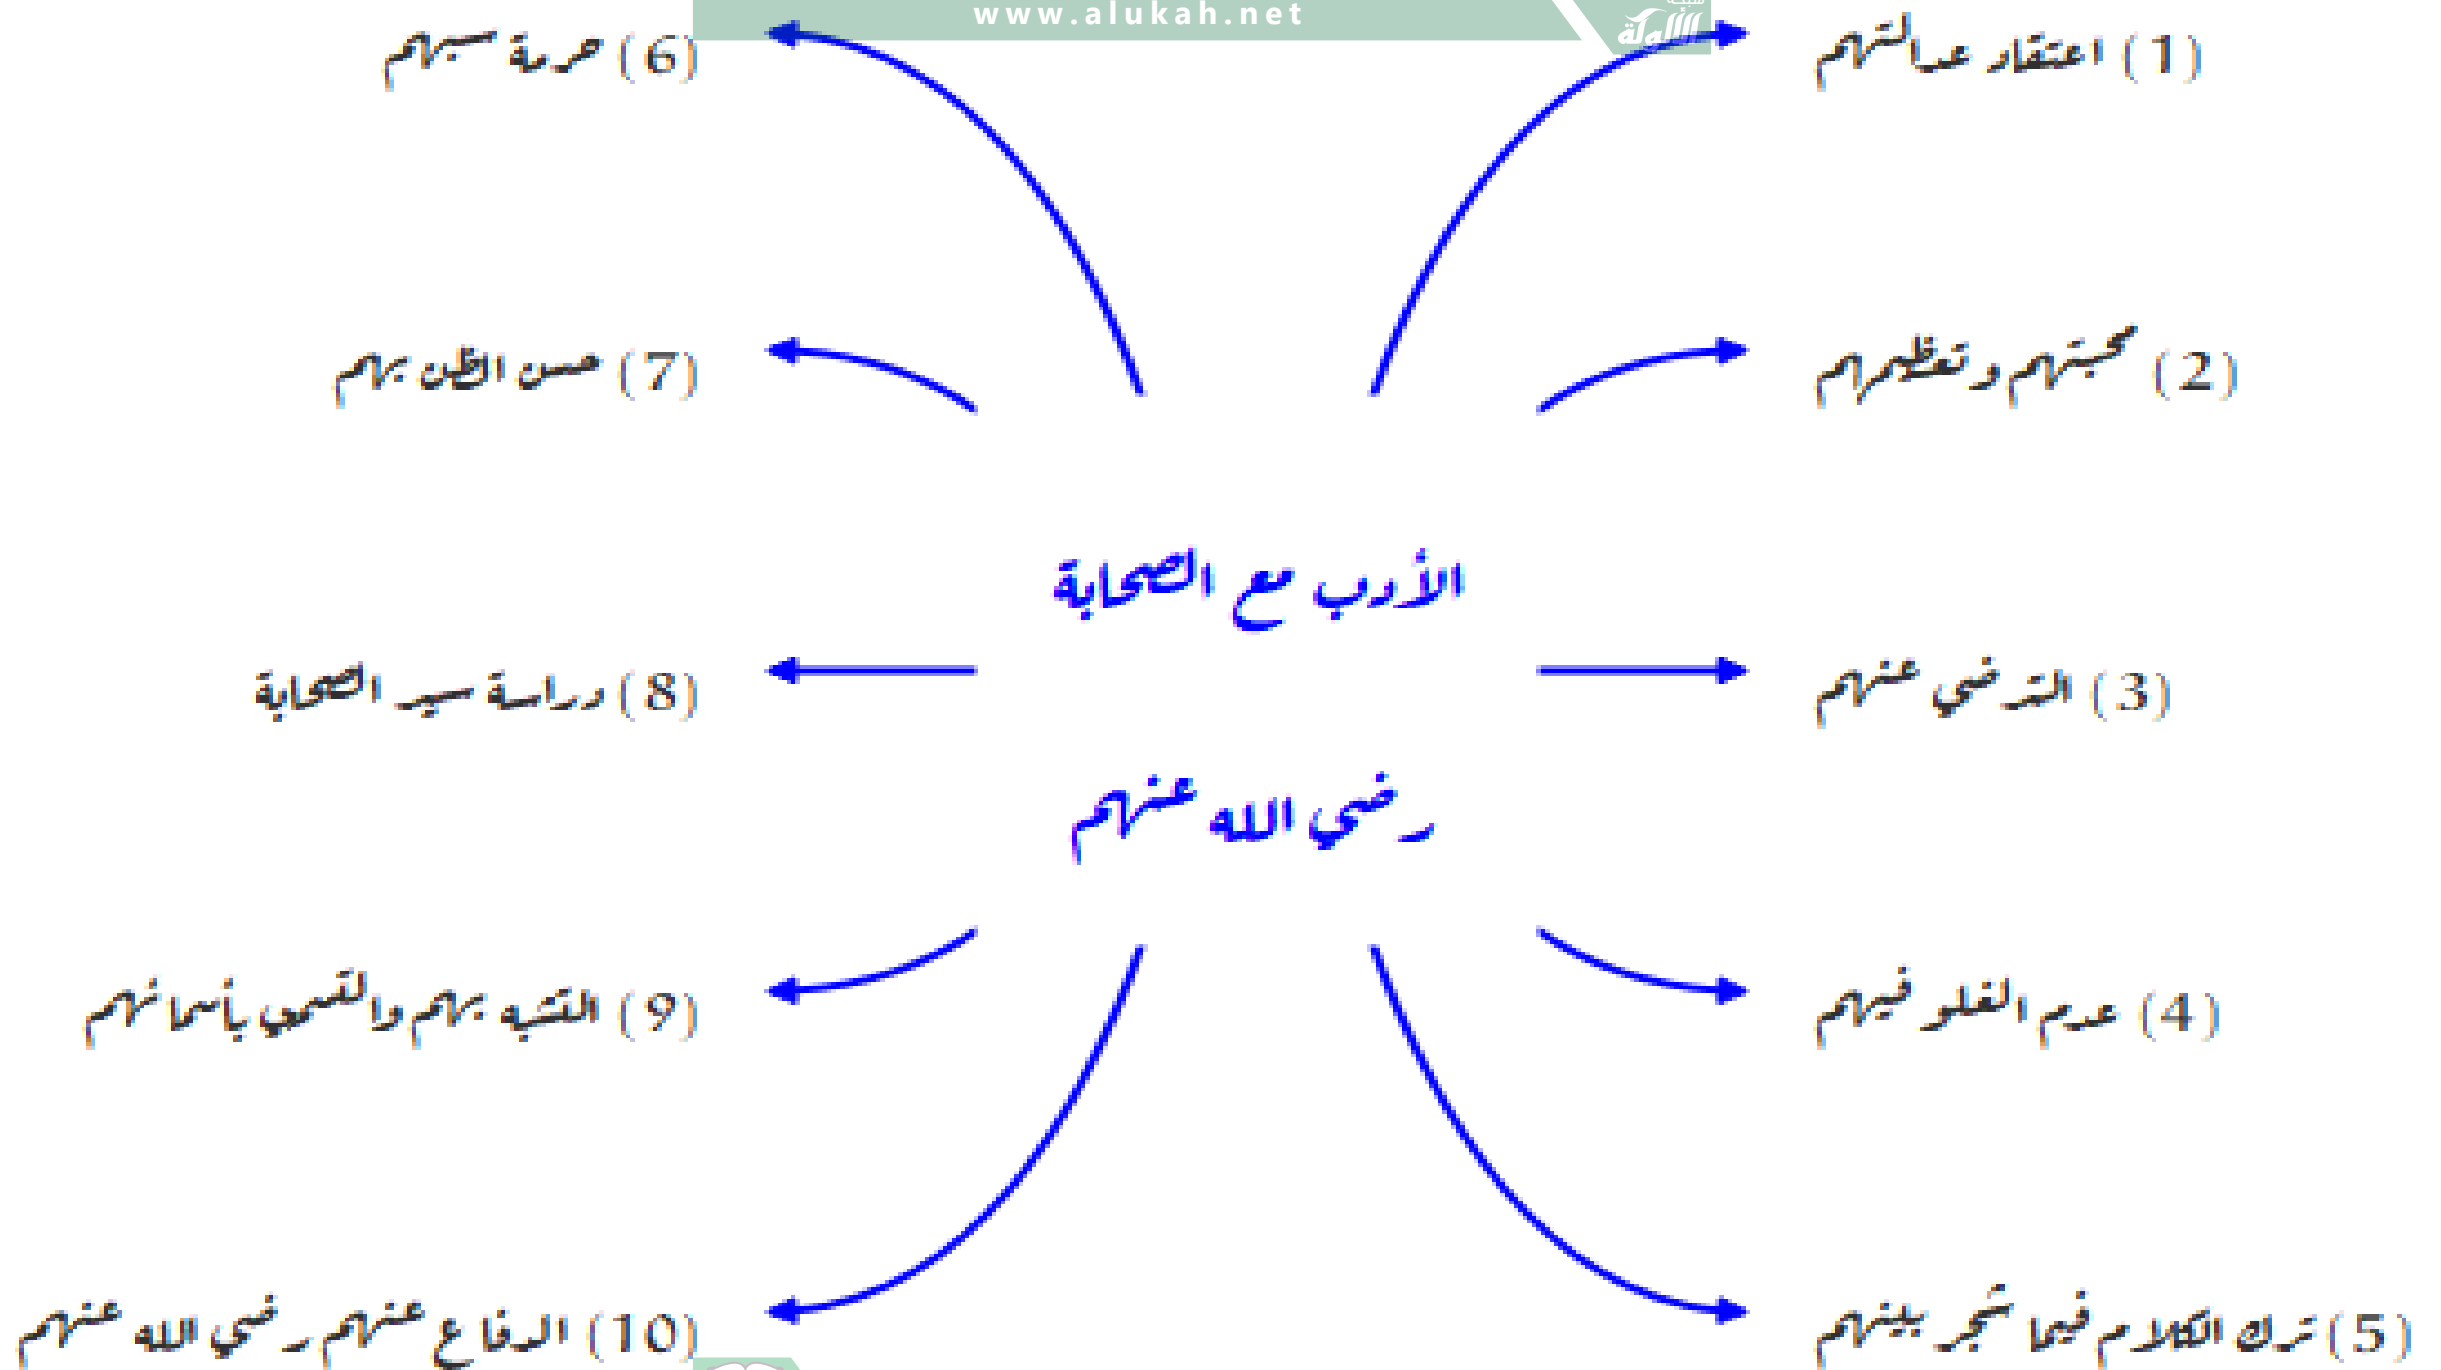 www.alukah.net
شبكة
الألوكة
(1) اعتقاد عدالتهم
(2) محبتهم وتعظيمهم
(3) الترضي عنهم
(4) عدم الغلو فيهم
(5) ترك الكلام فيما شجر بينهم
الأدب مع الصحابة
رضي الله عنهم
(6) حرمة سبهم
(7) حسن الظن بهم
(8) دراسة سير الصحابة
(9) التشبه بهم والتسمي بأسمائهم
(10) الدفاع عنهم رضي الله عنهم